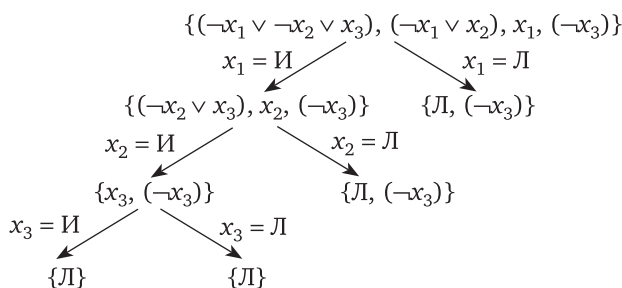 {(¬x₁ ∨ ¬x₂ ∨ x₃), (¬x₁ ∨ x₂), x₁, (¬x₃)}
x₁ = И x₁ = Л
{(¬x₂ ∨ x₃), x₂, (¬x₃)} {Л, (¬x₃)}
x₂ = И x₂ = Л
{x₃, (¬x₃)} {Л, (¬x₃)}
x₃ = И x₃ = Л
{Л} {Л}